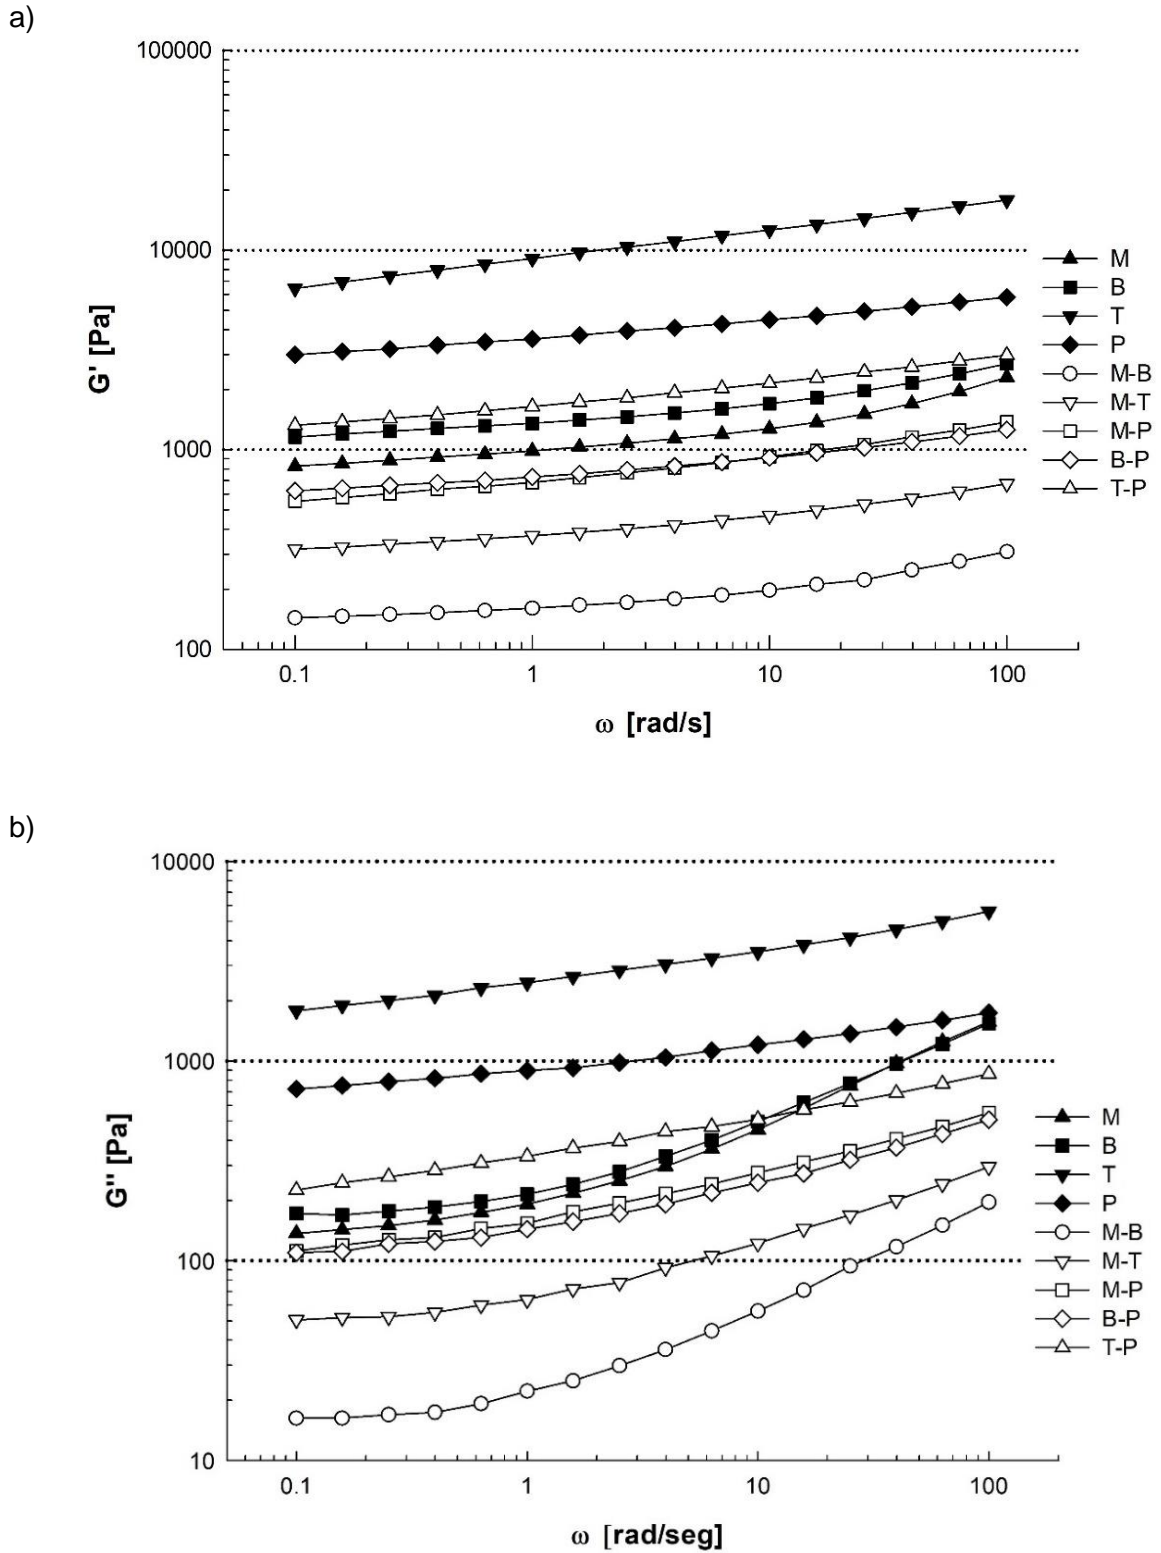 a)
100000
10000
1000
100
G' [Pa]
0.1 1 10 100
ω [rad/s]
M
B
T
P
M-B
M-T
M-P
B-P
T-P
b)
10000
1000
100
10
G'' [Pa]
0.1 1 10 100
ω [rad/seg]
M
B
T
P
M-B
M-T
M-P
B-P
T-P